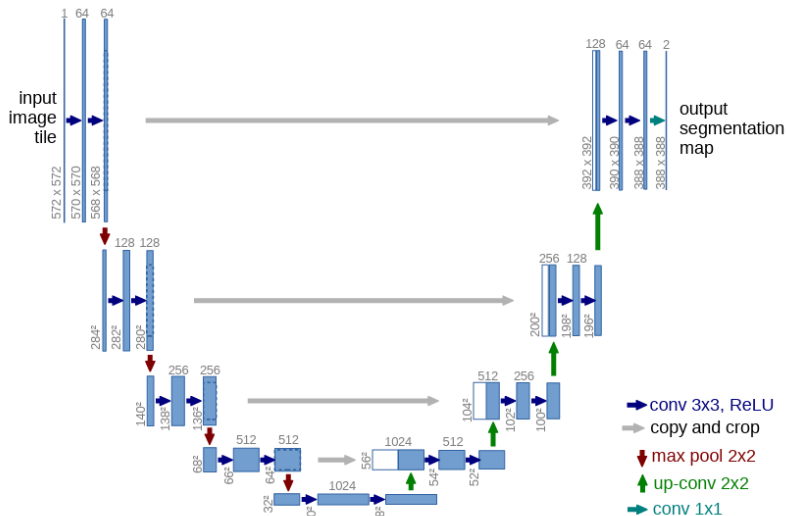 1 64 64
input
image
tile
572 x 572
570 x 570
568 x 568
128 64 64 2
392 x 392
390 x 390
388 x 388
388 x 388
output
segmentation
map
128 128
284²
282²
280²
256 128
200²
198²
196²
256 256
140²
138²
136²
512 256
104²
102²
100²
512 512
68²
66²
64²
1024 512
56²
54²
52²
1024
32²
conv 3x3, ReLU
copy and crop
max pool 2x2
up-conv 2x2
conv 1x1